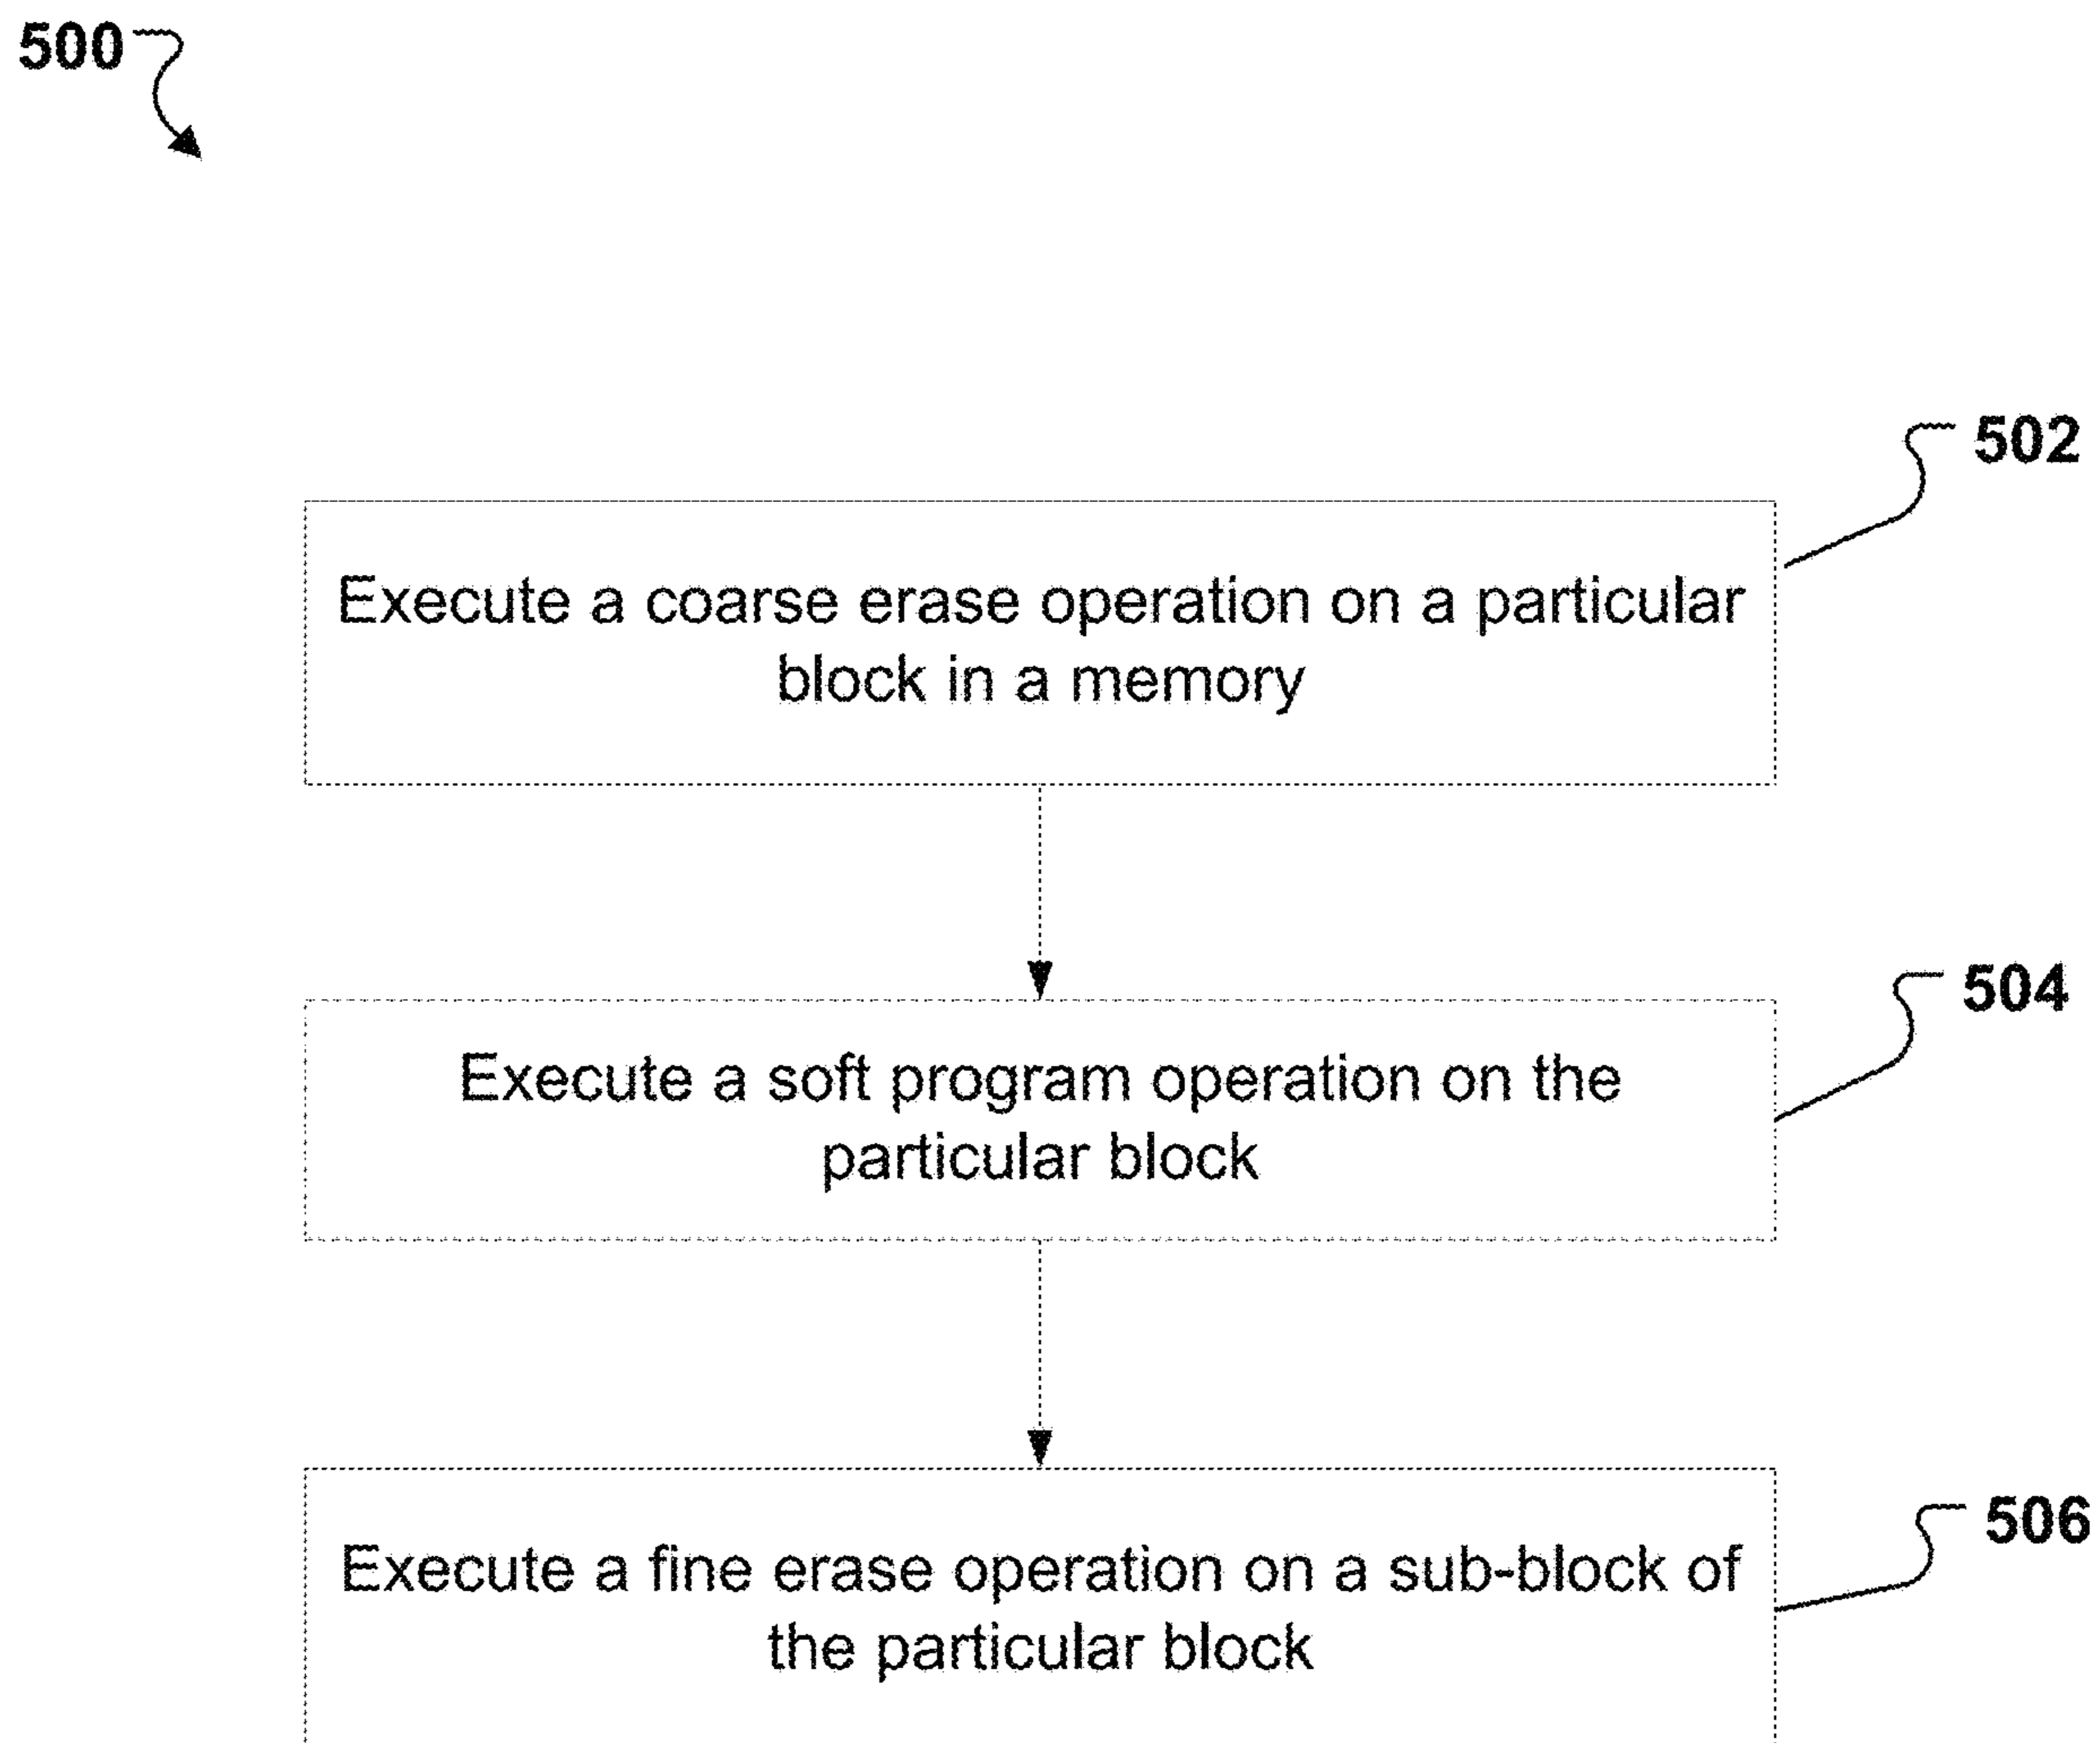 500
502
Execute a coarse erase operation on a particular
block in a memory
504
Execute a soft program operation on the
particular block
506
Execute a fine erase operation on a sub-block of
the particular block